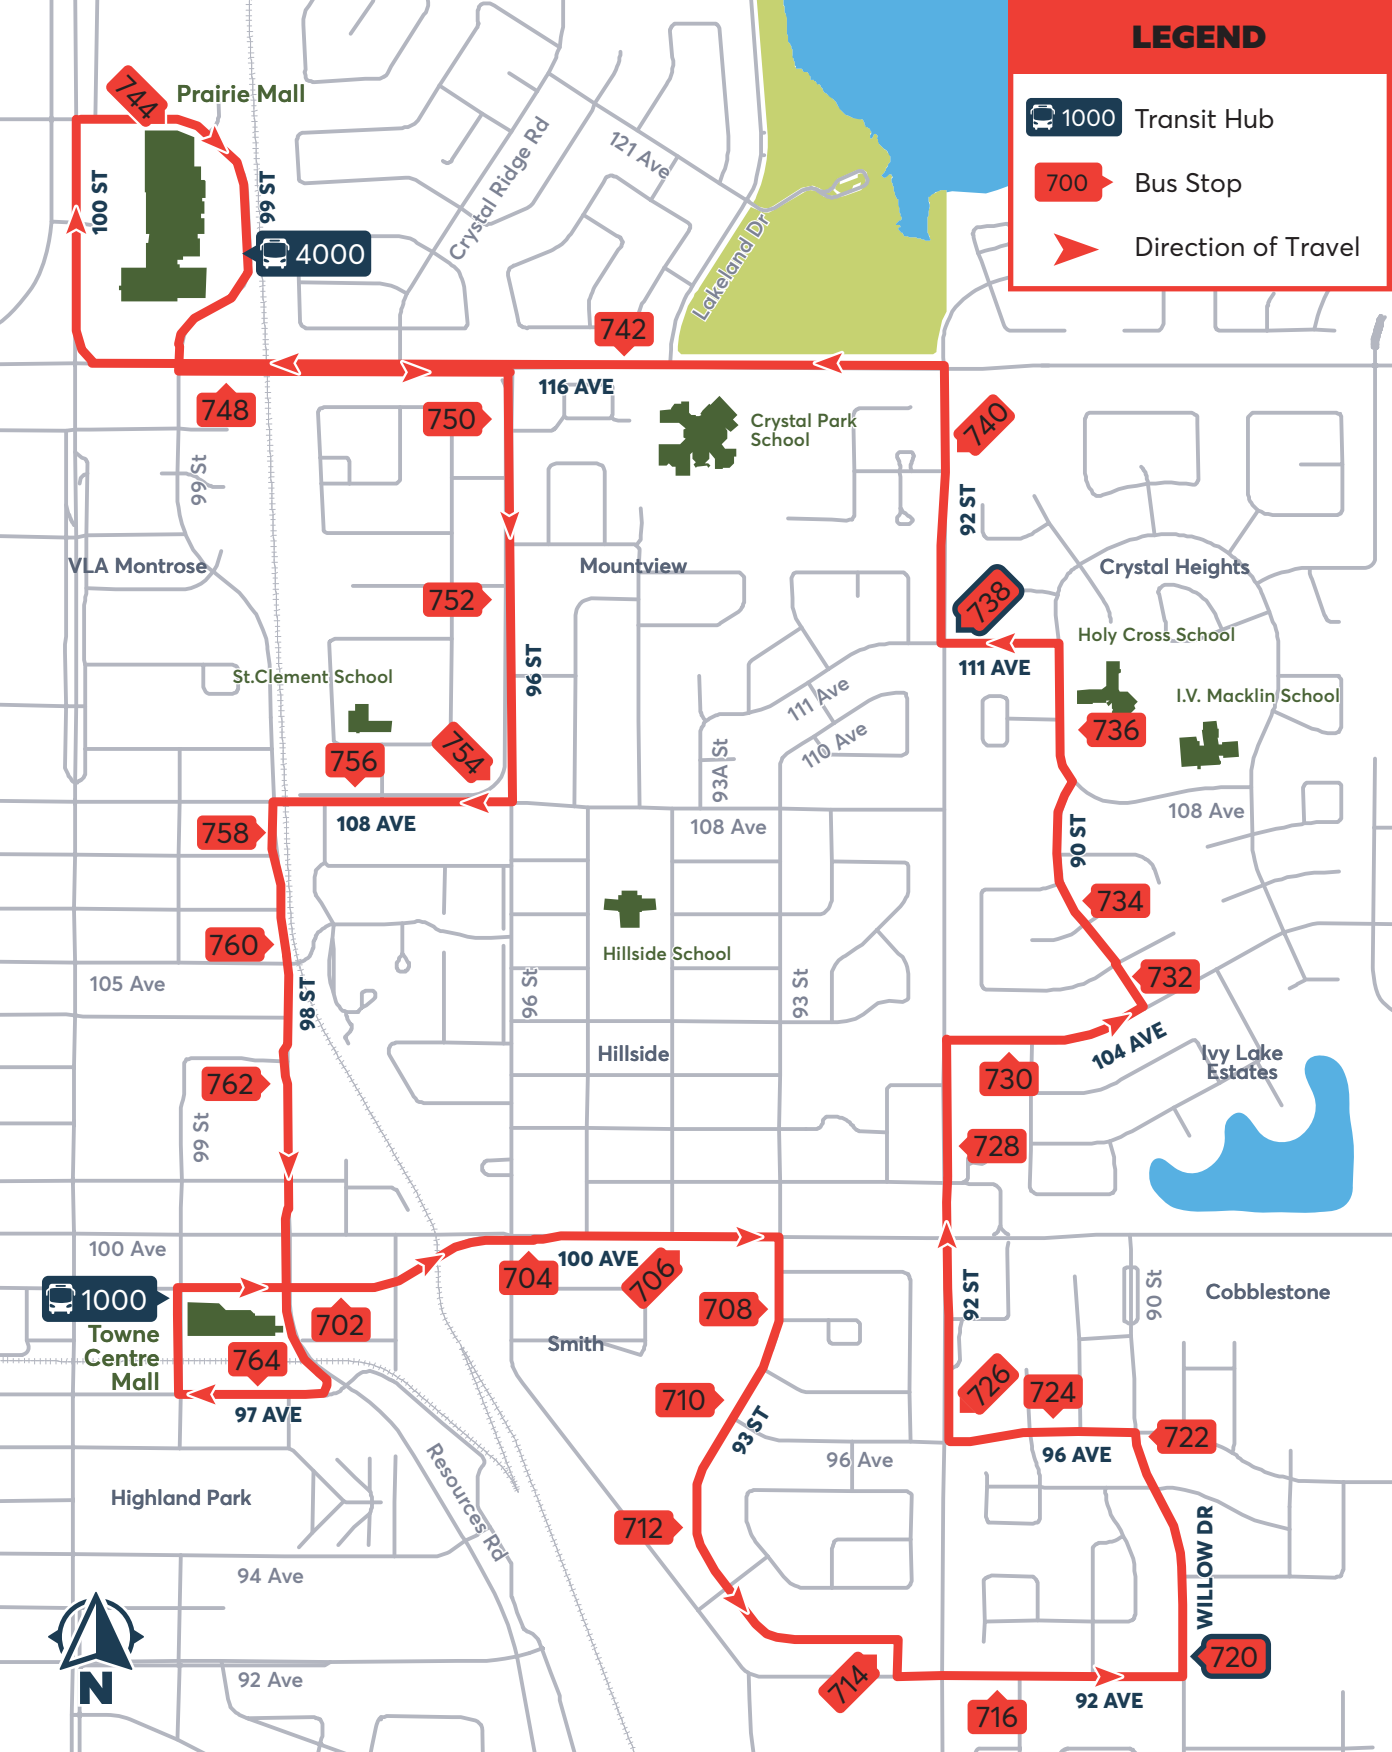 LEGEND
1000 Transit Hub
700 Bus Stop
Direction of Travel
744
Prairie Mall
100 ST
99 ST
4000
Crystal Ridge Rd
121 Ave
Lakeland Dr
742
116 AVE
748
750
Crystal Park
School
740
99 St
92 ST
VLA Montrose
Mountview
Crystal Heights
752
738
Holy Cross School
111 AVE
96 ST
St.Clement School
111 Ave
I.V. Macklin School
736
110 Ave
754
756
93A St
108 AVE
108 Ave
108 Ave
758
90 ST
734
760
Hillside School
732
105 Ave
98 ST
96 St
93 St
104 AVE
Hillside
Ivy Lake
Estates
730
762
99 St
728
100 Ave
100 AVE
704
706
92 ST
90 St
Cobblestone
1000
702
708
Towne
Centre
Mall
764
Smith
97 AVE
710
726
724
722
93 ST
96 Ave
96 AVE
Resources Rd
Highland Park
712
WILLOW DR
94 Ave
720
92 Ave
714
716
92 AVE
N